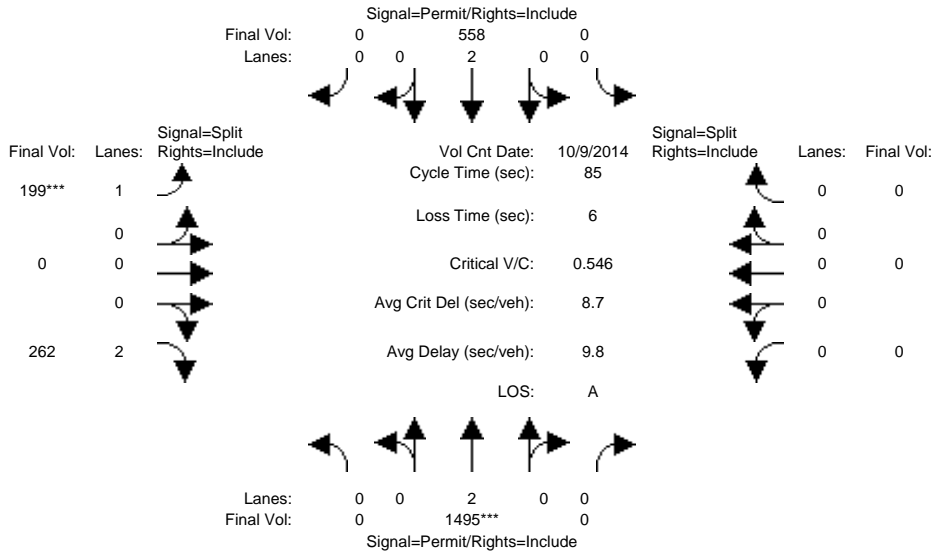 Signal=Permit/Rights=Include
Final Vol: 0 558 0
Lanes: 0 0 2 0 0
Signal=Split Signal=Split
Final Vol: Lanes: Rights=Include Vol Cnt Date: 10/9/2014 Rights=Include Lanes: Final Vol:
Cycle Time (sec): 85
199*** 1 0 0
Loss Time (sec): 6
0 0
0 0 Critical V/C: 0.546 0 0
0 Avg Crit Del (sec/veh): 8.7 0
262 2 Avg Delay (sec/veh): 9.8 0 0
LOS: A
Lanes: 0 0 2 0 0
Final Vol: 0 1495*** 0
Signal=Permit/Rights=Include